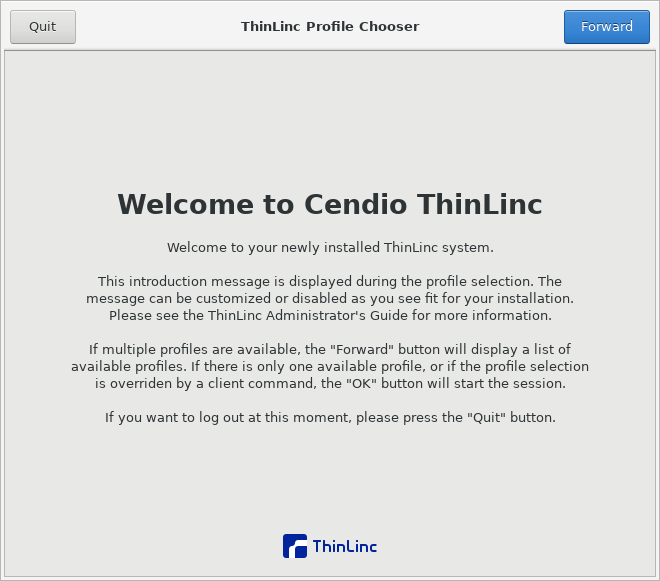 Quit
ThinLinc Profile Chooser
Forward
Welcome to Cendio ThinLinc
Welcome to your newly installed ThinLinc system.
This introduction message is displayed during the profile selection. The
message can be customized or disabled as you see fit for your installation.
Please see the ThinLinc Administrator's Guide for more information.
If multiple profiles are available, the "Forward" button will display a list of
available profiles. If there is only one available profile, or if the profile selection
is overriden by a client command, the "OK" button will start the session.
If you want to log out at this moment, please press the "Quit" button.
ThinLinc